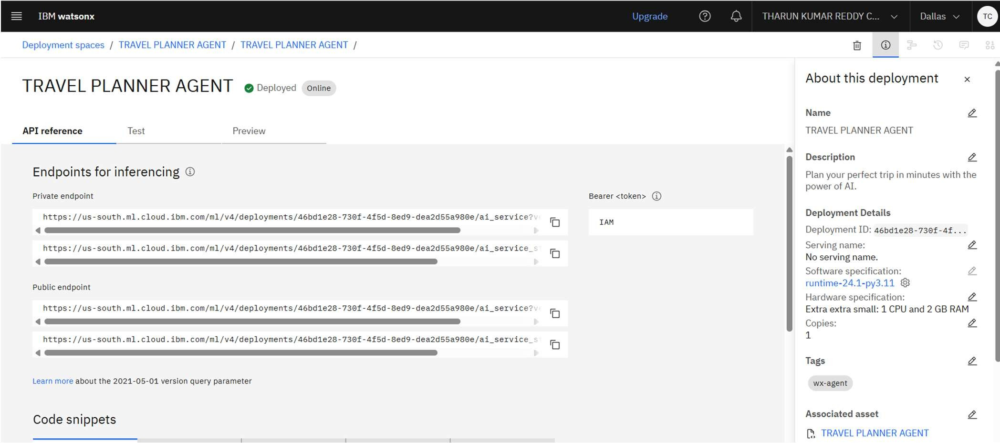 IBM watsonx
Upgrade
THARUN KUMAR REDDY C...
Dallas
TC
Deployment spaces / TRAVEL PLANNER AGENT / TRAVEL PLANNER AGENT /
TRAVEL PLANNER AGENT
Deployed
Online
API reference
Test
Preview
Endpoints for inferencing
Private endpoint
https://us-south.ml.cloud.ibm.com/ml/v4/deployments/46bd1e28-730f-4f5d-8ed9-dea2d55a980e/ai_service?v
https://us-south.ml.cloud.ibm.com/ml/v4/deployments/46bd1e28-730f-4f5d-8ed9-dea2d55a980e/ai_service_s
Bearer <token>
IAM
Public endpoint
https://us-south.ml.cloud.ibm.com/ml/v4/deployments/46bd1e28-730f-4f5d-8ed9-dea2d55a980e/ai_service?v
https://us-south.ml.cloud.ibm.com/ml/v4/deployments/46bd1e28-730f-4f5d-8ed9-dea2d55a980e/ai_service_s
Learn more about the 2021-05-01 version query parameter
Code snippets
About this deployment
Name
TRAVEL PLANNER AGENT
Description
Plan your perfect trip in minutes with the
power of AI.
Deployment Details
Deployment ID: 46bd1e28-730f-4f...
Serving name:
No serving name.
Software specification:
runtime-24.1-py3.11
Hardware specification:
Extra extra small: 1 CPU and 2 GB RAM
Copies:
1
Tags
wx-agent
Associated asset
TRAVEL PLANNER AGENT